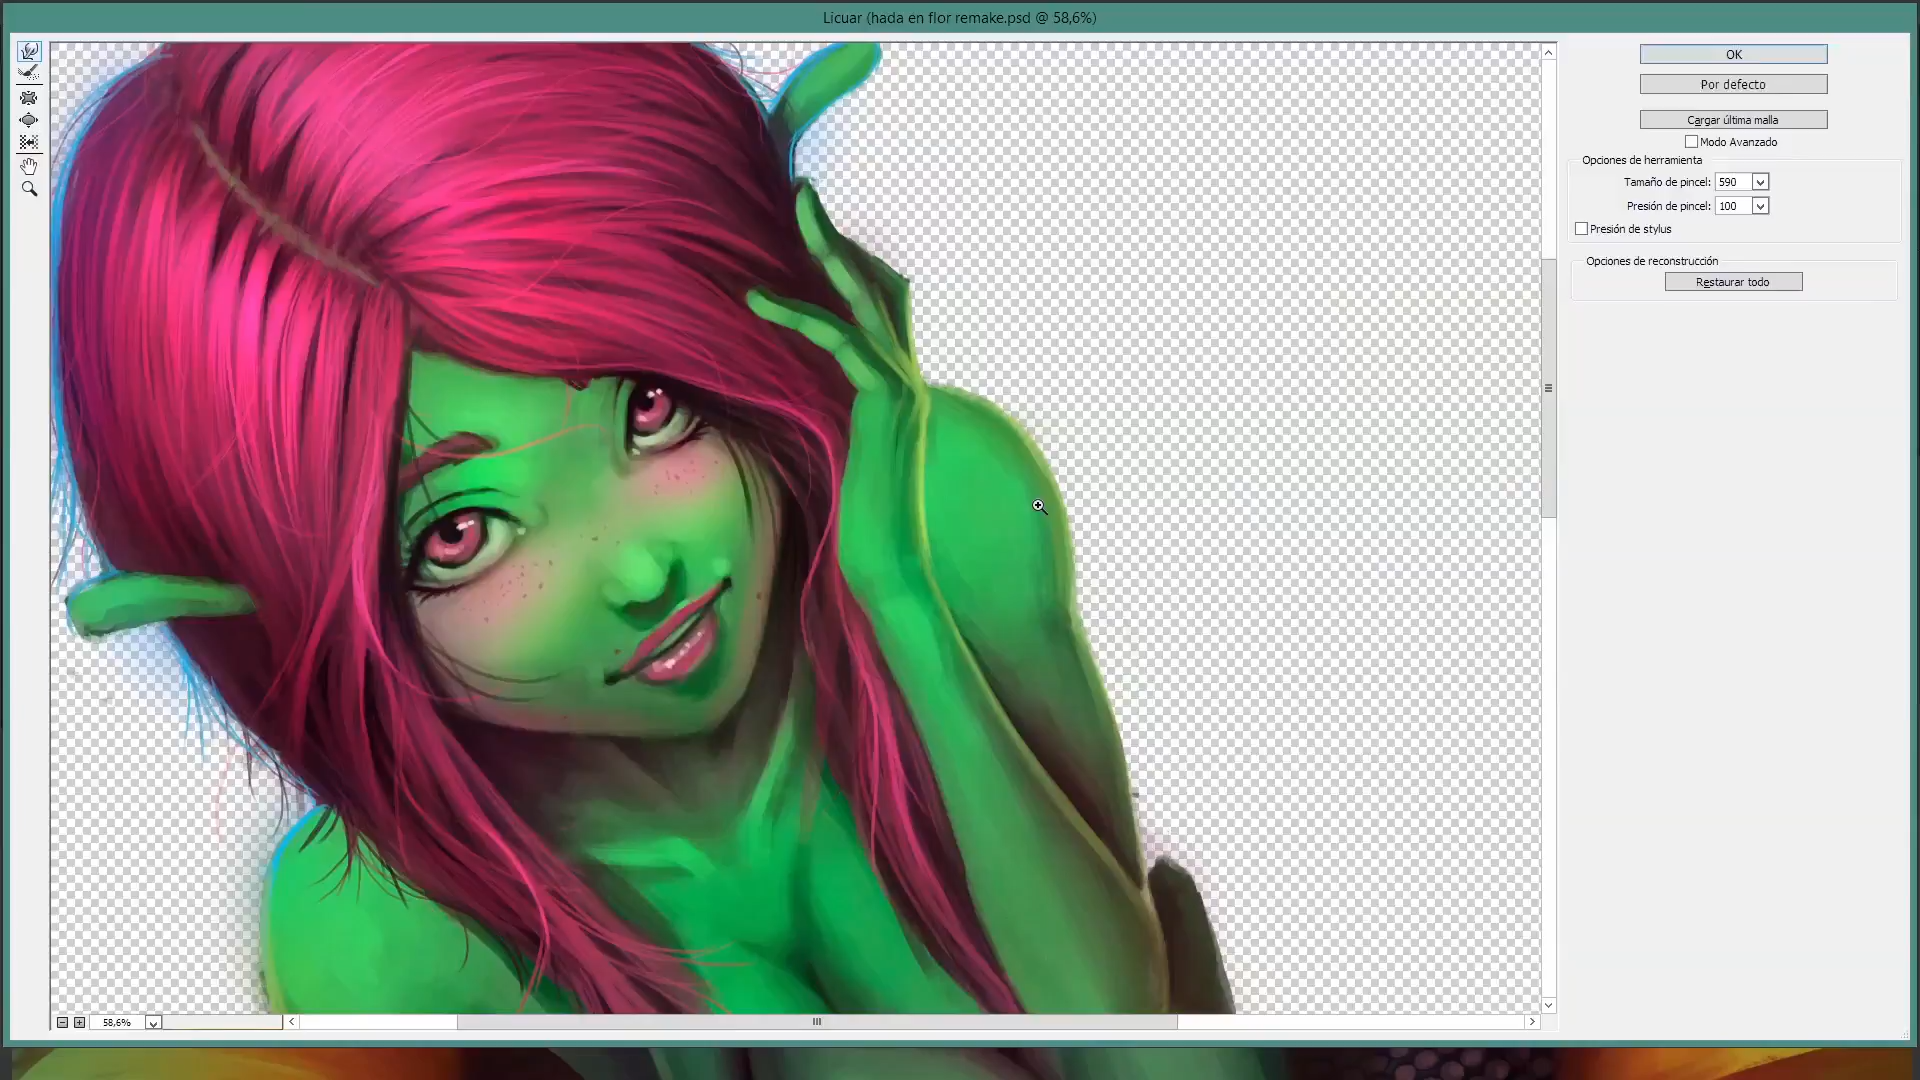 Licuar (hada en flor remake.psd @ 58,6%)
OK
Por defecto
Cargar última malla
Modo Avanzado
Opciones de herramienta
Tamaño de pincel: 590
Presión de pincel: 100
Presión de stylus
Opciones de reconstrucción
Restaurar todo
58,6%